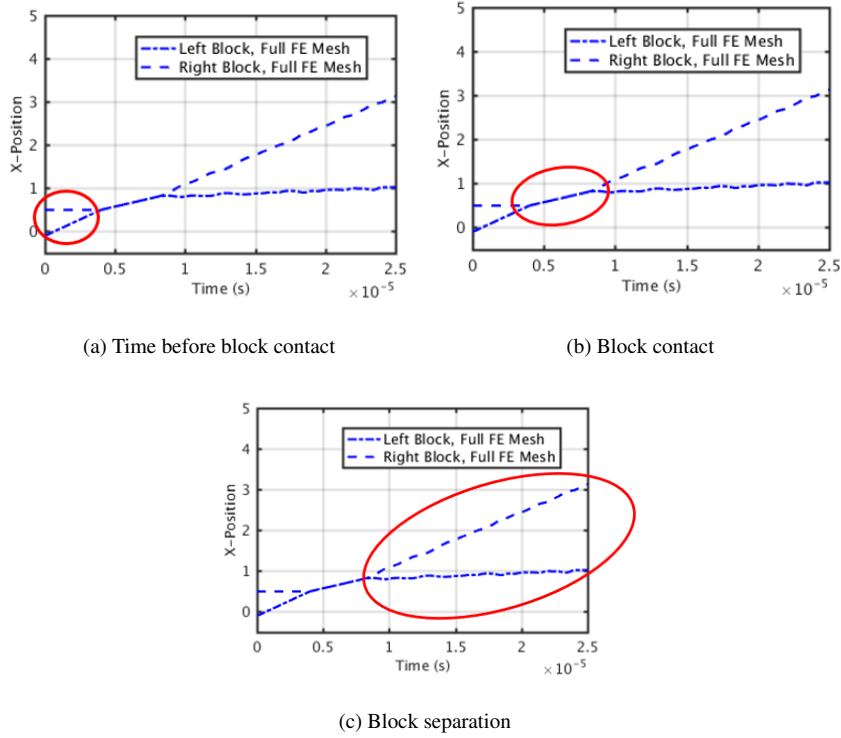 5
4
3
2
1
0
X-Position
Left Block, Full FE Mesh
Right Block, Full FE Mesh
0 0.5 1 1.5 2 2.5
Time (s)
×10⁻⁵
(a) Time before block contact
5
4
3
2
1
0
X-Position
Left Block, Full FE Mesh
Right Block, Full FE Mesh
0 0.5 1 1.5 2 2.5
Time (s)
×10⁻⁵
(b) Block contact
5
4
3
2
1
0
X-Position
Left Block, Full FE Mesh
Right Block, Full FE Mesh
0 0.5 1 1.5 2 2.5
Time (s)
×10⁻⁵
(c) Block separation